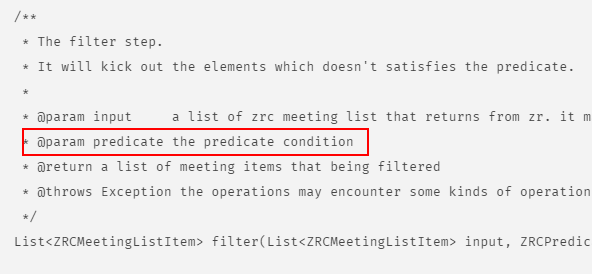 /**
* The filter step.
* It will kick out the elements which doesn't satisfies the predicate.
*
* @param input     a list of zrc meeting list that returns from zr. it m
* @param predicate the predicate condition
* @return a list of meeting items that being filtered
* @throws Exception the operations may encounter some kinds of operation
*/
List<ZRCMeetingListItem> filter(List<ZRCMeetingListItem> input, ZRCPredic